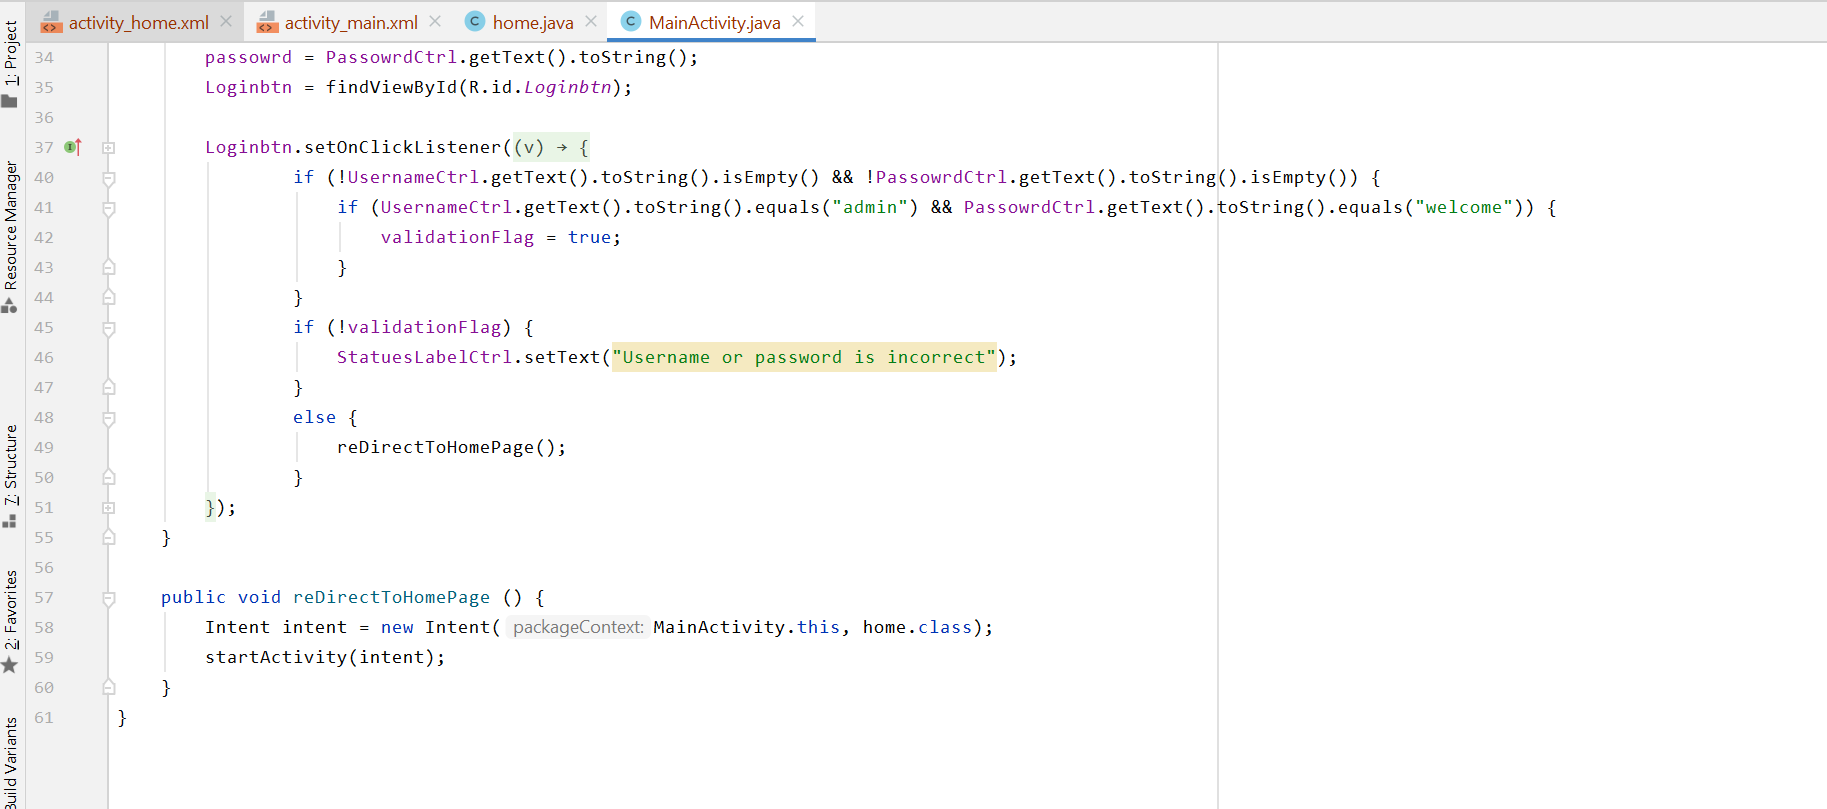 activity_home.xml activity_main.xml home.java MainActivity.java
1: Project
Resource Manager
7: Structure
2: Favorites
Build Variants
34 passowrd = PassowrdCtrl.getText().toString();
35 Loginbtn = findViewById(R.id.Loginbtn);
36
37 Loginbtn.setOnClickListener((v) → {
40 if (!UsernameCtrl.getText().toString().isEmpty() && !PassowrdCtrl.getText().toString().isEmpty()) {
41 if (UsernameCtrl.getText().toString().equals("admin") && PassowrdCtrl.getText().toString().equals("welcome")) {
42 validationFlag = true;
43 }
44 }
45 if (!validationFlag) {
46 StatuesLabelCtrl.setText("Username or password is incorrect");
47 }
48 else {
49 reDirectToHomePage();
50 }
51 });
55 }
56
57 public void reDirectToHomePage () {
58 Intent intent = new Intent( packageContext: MainActivity.this, home.class);
59 startActivity(intent);
60 }
61 }